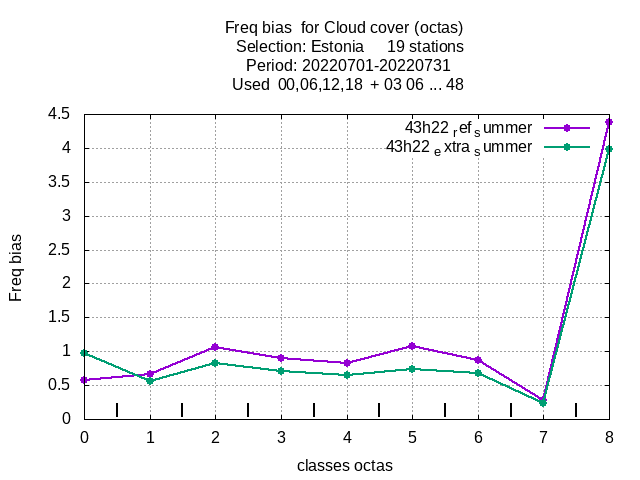 Freq bias for Cloud cover (octas)
Selection: Estonia 19 stations
Period: 20220701-20220731
Used 00,06,12,18 + 03 06 ... 48
43h22 ref summer
43h22 extra summer
4.5
4
3.5
3
2.5
2
1.5
1
0.5
0
Freq bias
0 1 2 3 4 5 6 7 8
classes octas